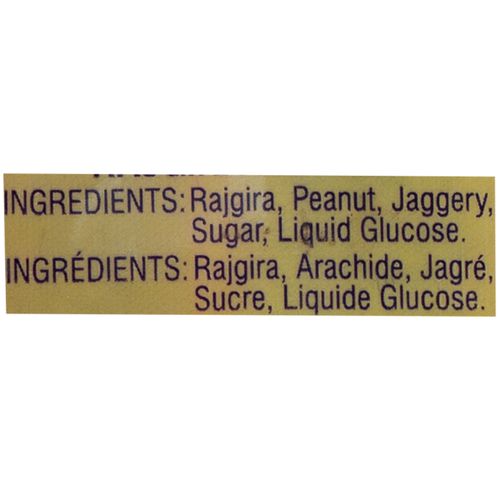 INGREDIENTS: Rajgira, Peanut, Jaggery,
Sugar, Liquid Glucose.
INGRÉDIENTS: Rajgira, Arachide, Jagré,
Sucre, Liquide Glucose.